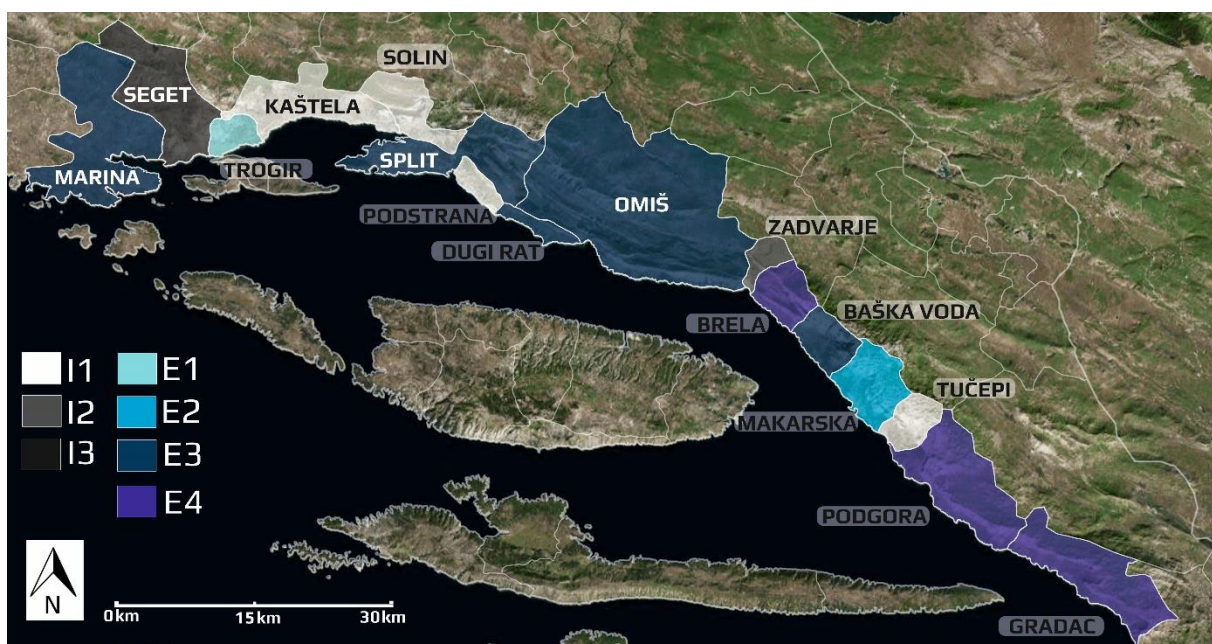 SOLIN
SEGET
KAŠTELA
MARINA
TROGIR
SPLIT
PODSTRANA
OMIŠ
DUGI RAT
ZADVARJE
BRELA
BAŠKA VODA
MAKARSKA
TUČEPI
PODGORA
GRADAC
I1 E1
I2 E2
I3 E3
E4
N
0km 15km 30km